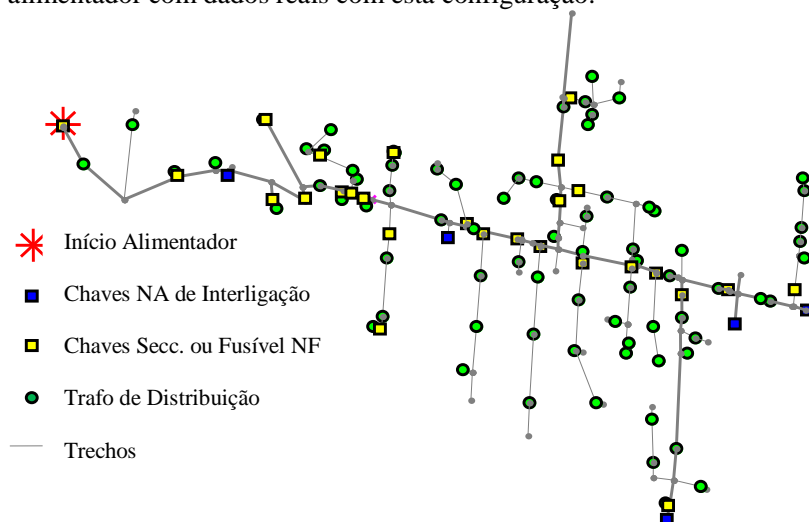 alimentador com dados reais com esta configuração.
Início Alimentador
Chaves NA de Interligação
Chaves Secc. ou Fusível NF
Trafo de Distribuição
Trechos